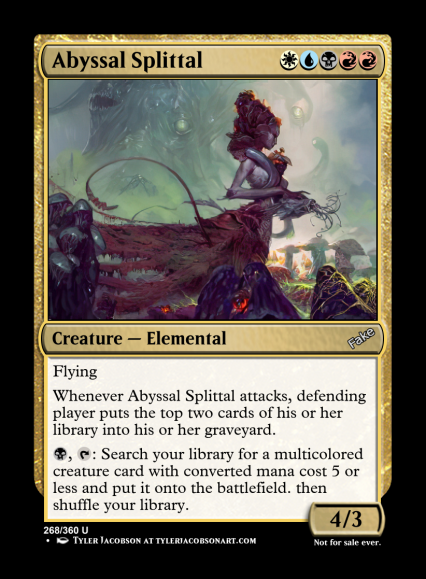 Abyssal Splittal
Creature — Elemental
Fake
Flying
Whenever Abyssal Splittal attacks, defending
player puts the top two cards of his or her
library into his or her graveyard.
, : Search your library for a multicolored
creature card with converted mana cost 5 or
less and put it onto the battlefield. then
shuffle your library.
4/3
268/360 U
• Tyler Jacobson at tylerjacobsonart.com
Not for sale ever.